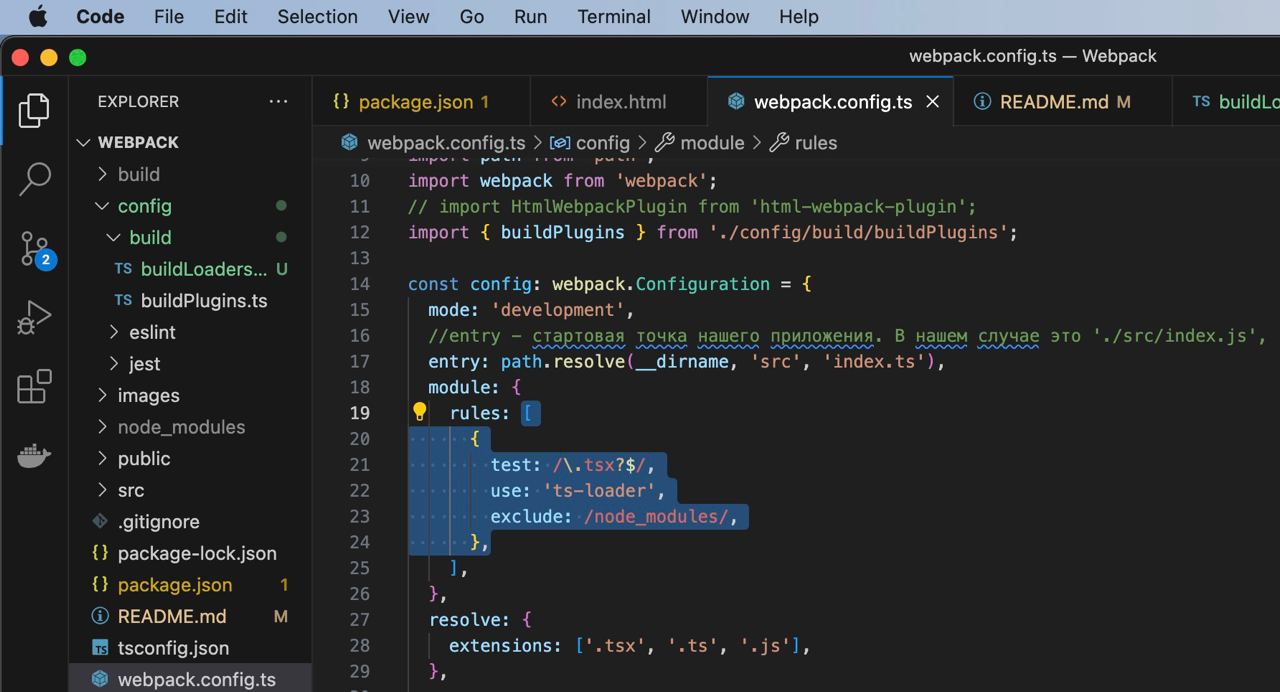 Code File Edit Selection View Go Run Terminal Window Help
webpack.config.ts — Webpack
EXPLORER ···
package.json 1 index.html webpack.config.ts README.md M TS buildLo
webpack.config.ts > config > module > rules
WEBPACK
build
config
build
TS buildLoaders... U
TS buildPlugins.ts
eslint
jest
images
node_modules
public
src
.gitignore
{} package-lock.json
{} package.json 1
README.md M
TS tsconfig.json
webpack.config.ts
2
9 import path from 'path';
10 import webpack from 'webpack';
11 // import HtmlWebpackPlugin from 'html-webpack-plugin';
12 import { buildPlugins } from './config/build/buildPlugins';
13
14 const config: webpack.Configuration = {
15 mode: 'development',
16 //entry – стартовая точка нашего приложения. В нашем случае это './src/index.js',
17 entry: path.resolve(__dirname, 'src', 'index.ts'),
18 module: {
19 rules: [
20 {
21 test: /\.tsx?$/,
22 use: 'ts-loader',
23 exclude: /node_modules/,
24 },
25 ],
26 },
27 resolve: {
28 extensions: ['.tsx', '.ts', '.js'],
29 },